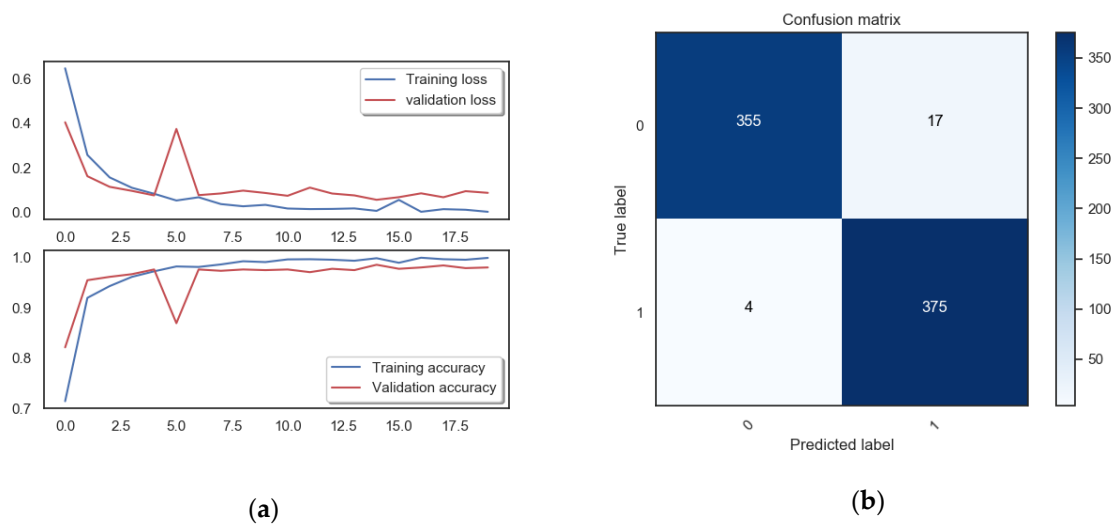 0.6
0.4
0.2
0.0
Training loss
validation loss
0.0 2.5 5.0 7.5 10.0 12.5 15.0 17.5
1.0
0.9
0.8
0.7
Training accuracy
Validation accuracy
0.0 2.5 5.0 7.5 10.0 12.5 15.0 17.5
(a)
Confusion matrix
True label
0
1
355 17
4 375
0 1
Predicted label
350
300
250
200
150
100
50
(b)